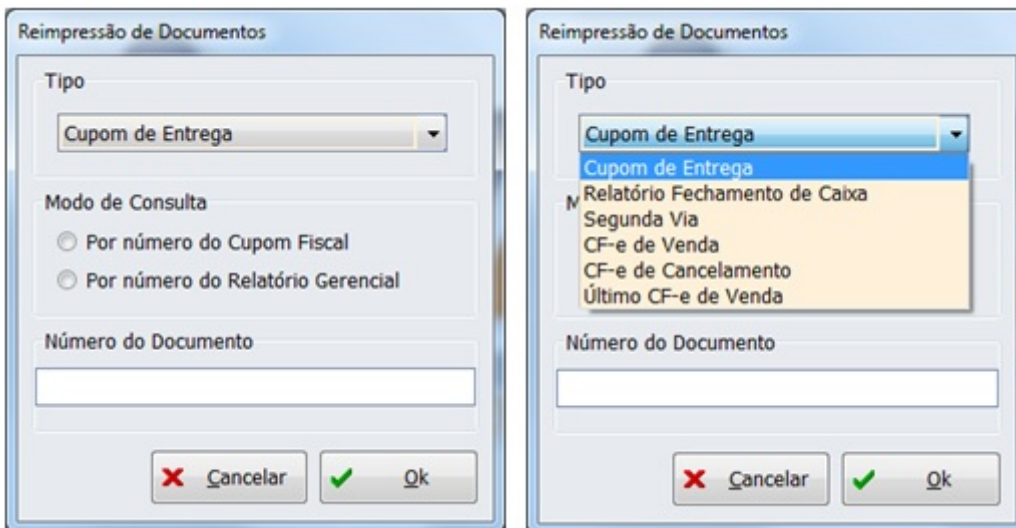 Reimpressão de Documentos
Tipo
Cupom de Entrega
Modo de Consulta
Por número do Cupom Fiscal
Por número do Relatório Gerencial
Número do Documento
Cancelar
Ok
Reimpressão de Documentos
Tipo
Cupom de Entrega
Cupom de Entrega
Relatório Fechamento de Caixa
M
Segunda Via
CF-e de Venda
CF-e de Cancelamento
Último CF-e de Venda
Número do Documento
Cancelar
Ok